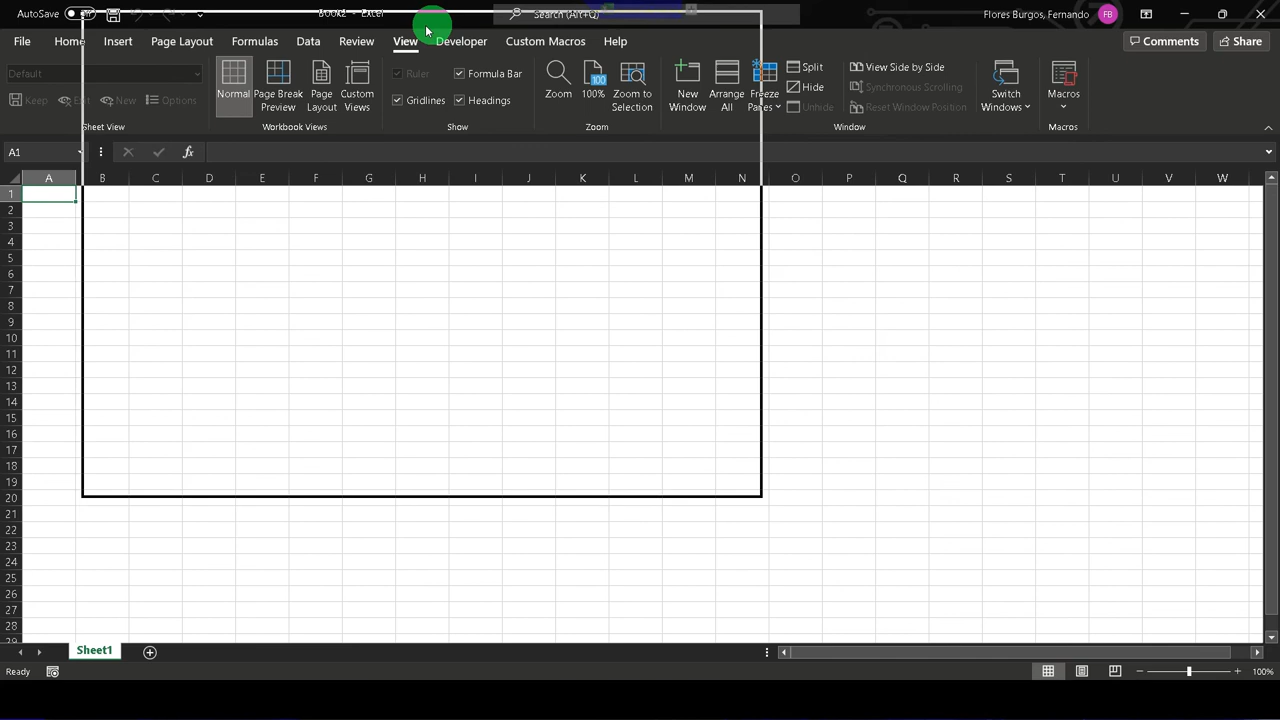 AutoSave Off Book2 - Excel Search (Alt+Q) Flores Burgos, Fernando FB
File Home Insert Page Layout Formulas Data Review View Developer Custom Macros Help Comments Share
Default
Keep Exit New Options
Sheet View
Normal
Page Break Preview
Page Layout
Custom Views
Workbook Views
Ruler Formula Bar
Gridlines Headings
Show
Zoom
100
100%
Zoom to Selection
Zoom
New Window
Arrange All
Freeze Panes
Split
Hide
Unhide
View Side by Side
Synchronous Scrolling
Reset Window Position
Window
Switch Windows
Macros
Macros
A1 fx
A B C D E F G H I J K L M N O P Q R S T U V W
1
2
3
4
5
6
7
8
9
10
11
12
13
14
15
16
17
18
19
20
21
22
23
24
25
26
27
28
29
Sheet1
Ready 100%